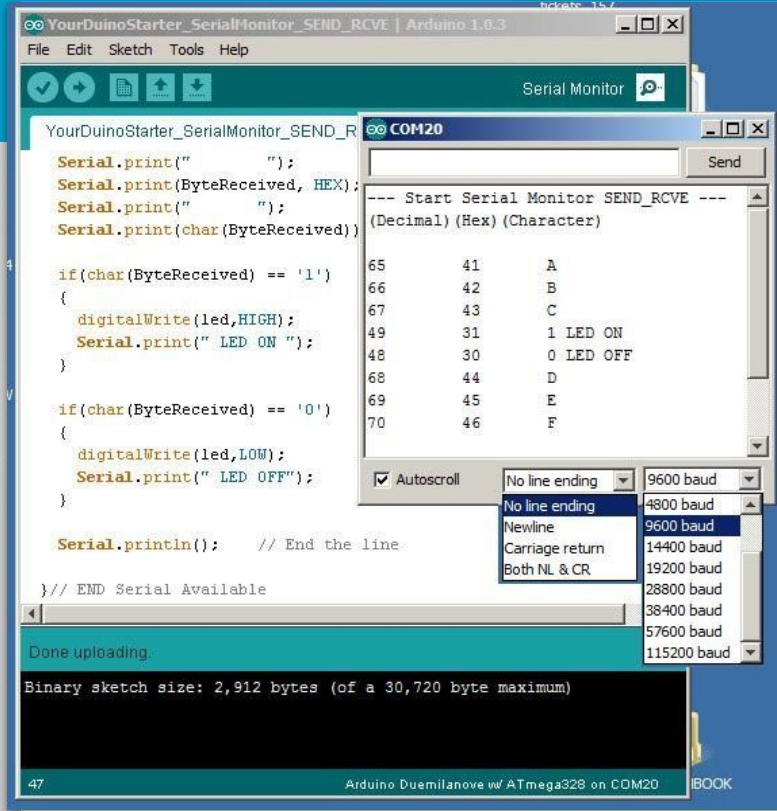 tickets 157
YourDuinoStarter_SerialMonitor_SEND_RCVE | Arduino 1.0.3
File Edit Sketch Tools Help
Serial Monitor
YourDuinoStarter_SerialMonitor_SEND_R
Serial.print("        ");
Serial.print(ByteReceived, HEX);
Serial.print("       ");
Serial.print(char(ByteReceived))
if(char(ByteReceived) == '1')
{
digitalWrite(led,HIGH);
Serial.print(" LED ON ");
}
if(char(ByteReceived) == '0')
{
digitalWrite(led,LOW);
Serial.print(" LED OFF");
}
Serial.println();    // End the line
}// END Serial Available
COM20
Send
--- Start Serial Monitor SEND_RCVE ---
(Decimal)(Hex)(Character)
65 41 A
66 42 B
67 43 C
49 31 1 LED ON
48 30 0 LED OFF
68 44 D
69 45 E
70 46 F
Autoscroll
No line ending
9600 baud
No line ending
Newline
Carriage return
Both NL & CR
4800 baud
9600 baud
14400 baud
19200 baud
28800 baud
38400 baud
57600 baud
115200 baud
Done uploading.
Binary sketch size: 2,912 bytes (of a 30,720 byte maximum)
47
Arduino Duemilanove w/ ATmega328 on COM20
BOOK